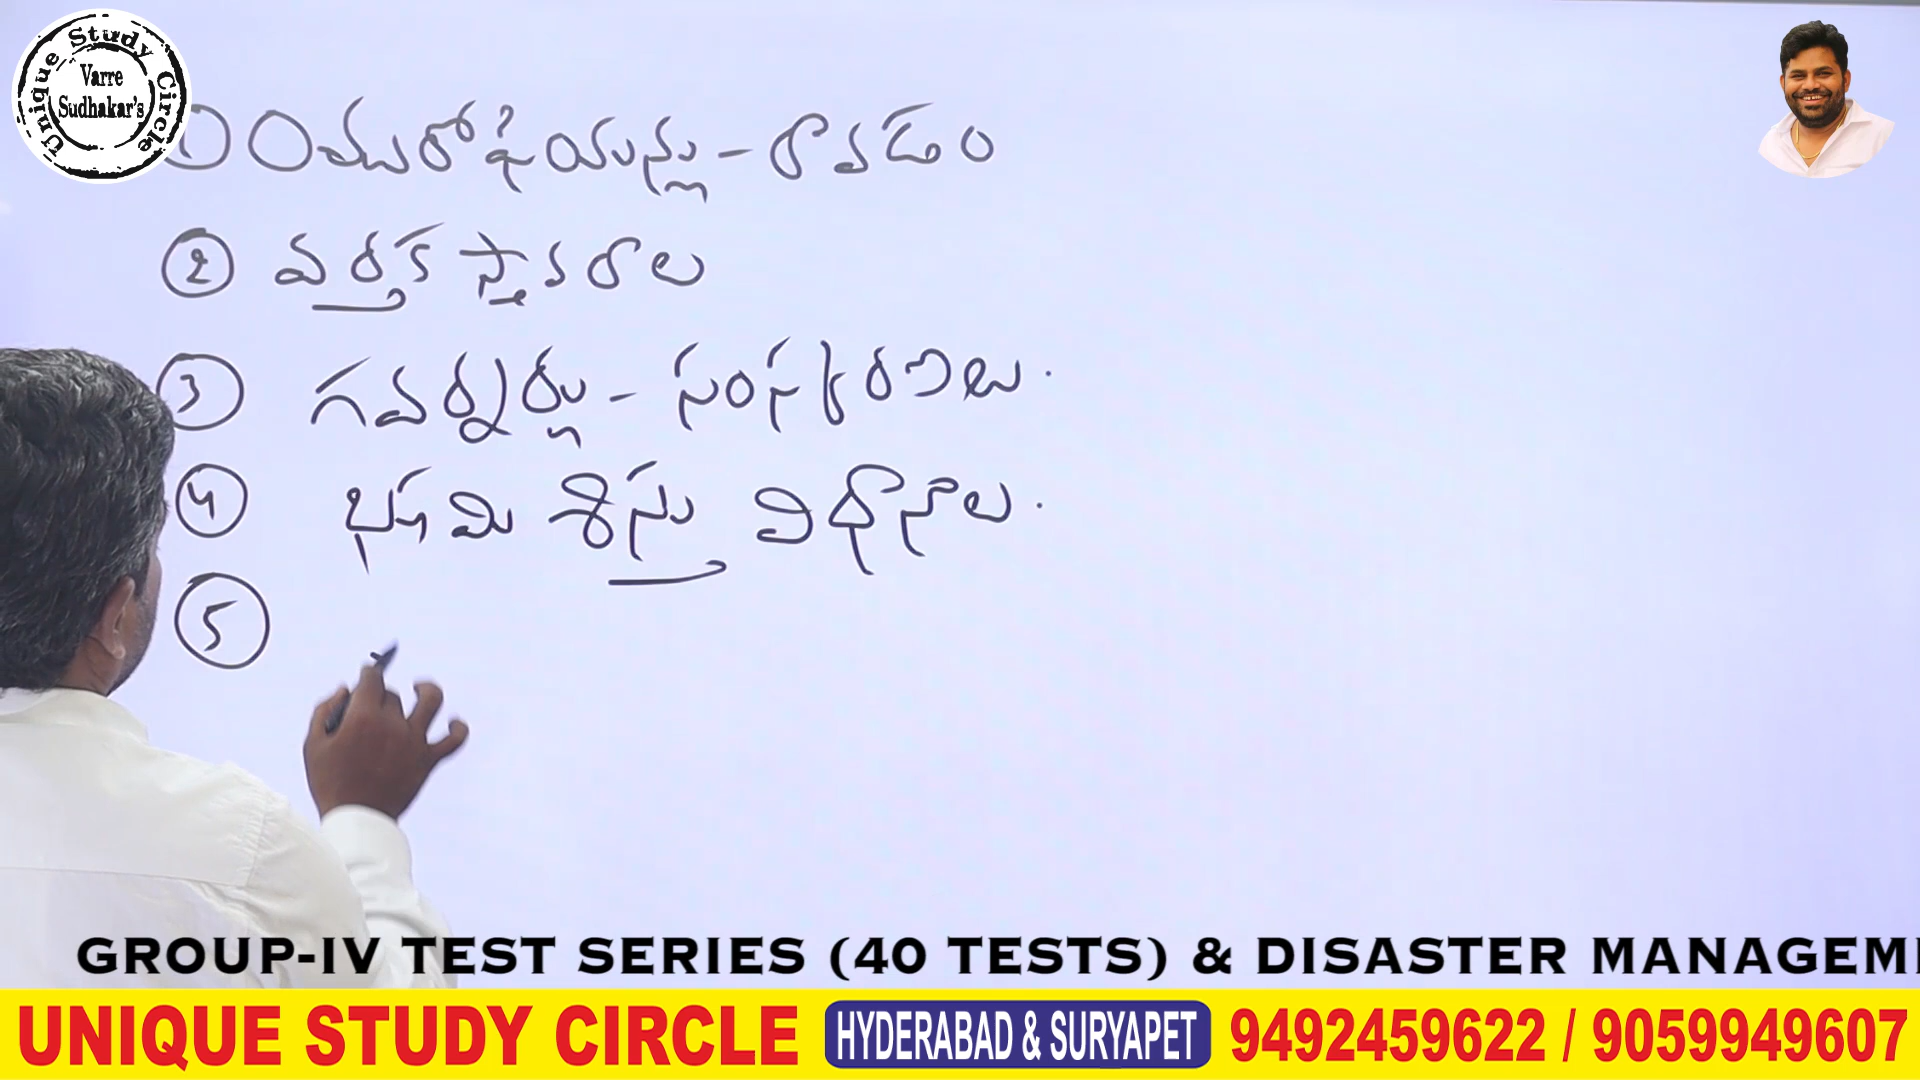 Unique Study Circle
Varre
Sudhakar's
① యురోపియన్లు - రావడం
② వర్తక స్తావరాల
③ గవర్నర్లు - సంస్కరణలు.
④ భూమి శిస్తు విధానాల.
⑤
GROUP-IV TEST SERIES (40 TESTS) & DISASTER MANAGEM
UNIQUE STUDY CIRCLE HYDERABAD & SURYAPET 9492459622 / 9059949607